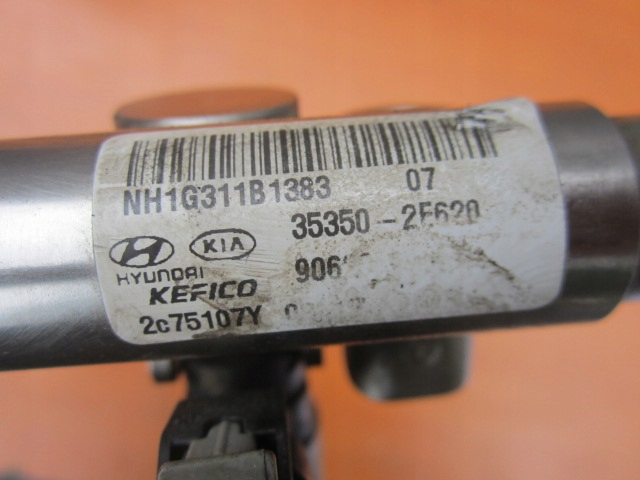 NH1G311B1383 07
35350-2E620
KIA
HYUNDAI
KEFICO
2c75107Y